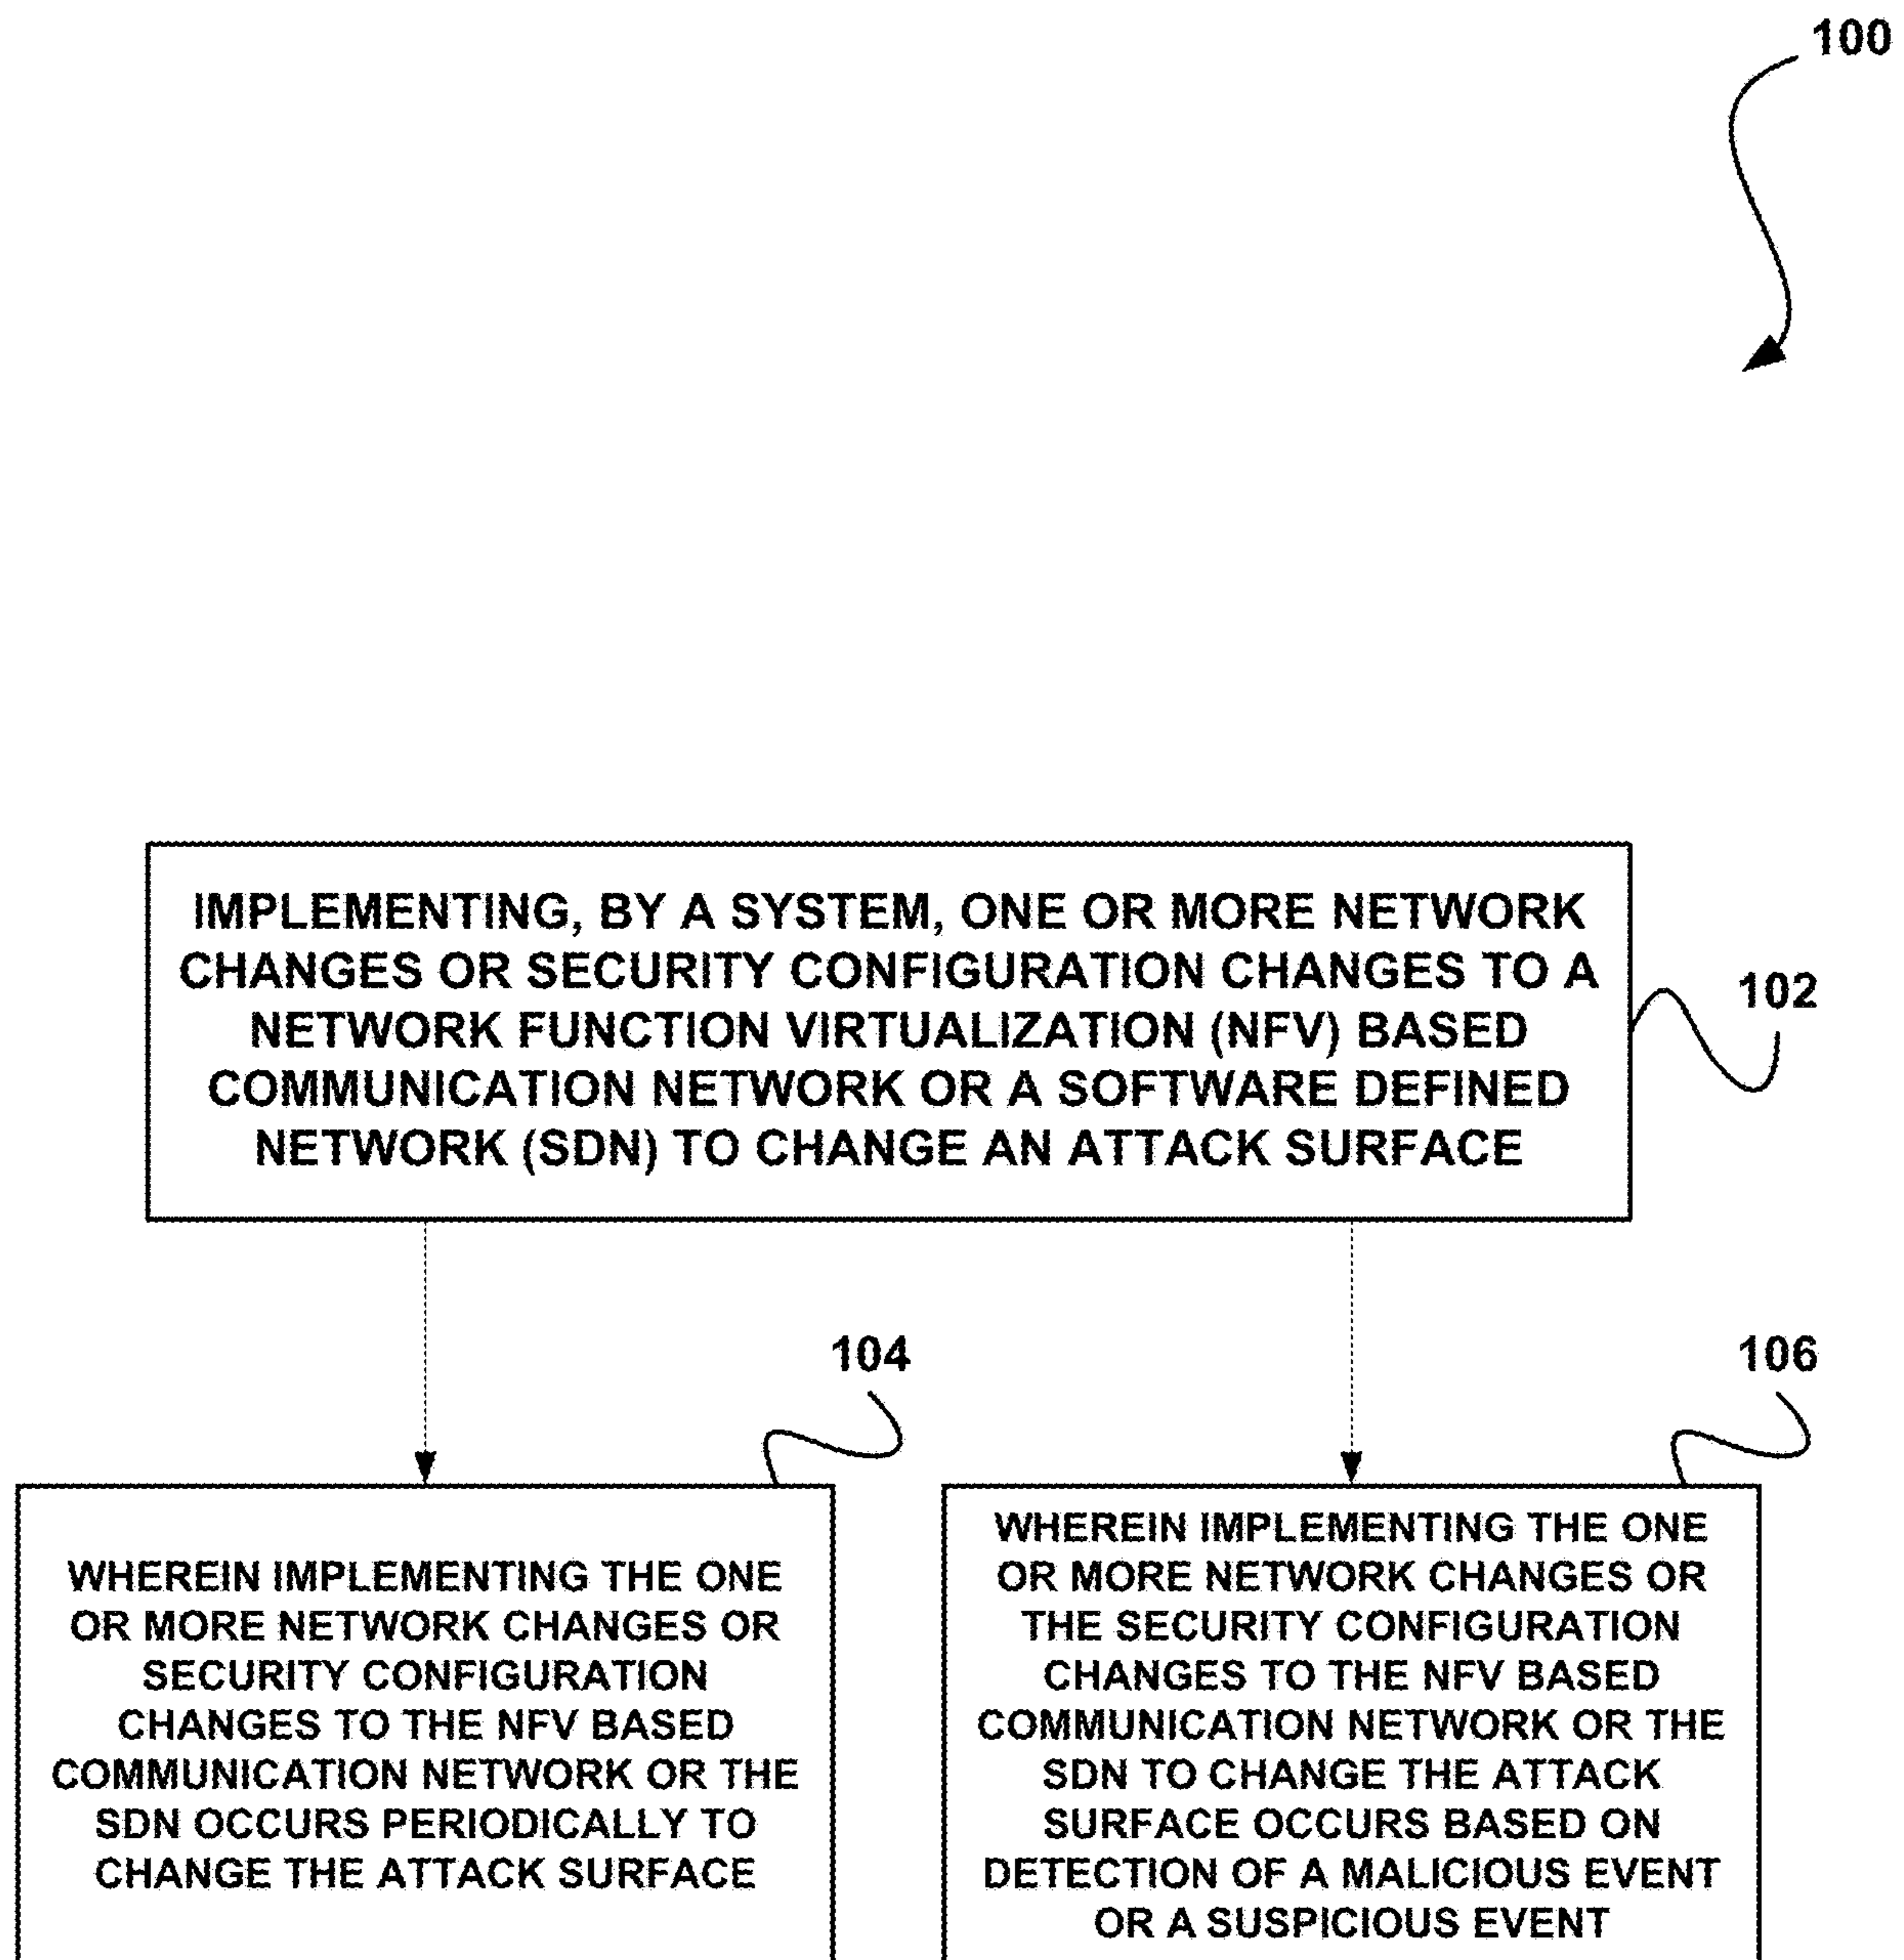 100
IMPLEMENTING, BY A SYSTEM, ONE OR MORE NETWORK
CHANGES OR SECURITY CONFIGURATION CHANGES TO A
NETWORK FUNCTION VIRTUALIZATION (NFV) BASED
COMMUNICATION NETWORK OR A SOFTWARE DEFINED
NETWORK (SDN) TO CHANGE AN ATTACK SURFACE
102
104
WHEREIN IMPLEMENTING THE ONE
OR MORE NETWORK CHANGES OR
SECURITY CONFIGURATION
CHANGES TO THE NFV BASED
COMMUNICATION NETWORK OR THE
SDN OCCURS PERIODICALLY TO
CHANGE THE ATTACK SURFACE
106
WHEREIN IMPLEMENTING THE ONE
OR MORE NETWORK CHANGES OR
THE SECURITY CONFIGURATION
CHANGES TO THE NFV BASED
COMMUNICATION NETWORK OR THE
SDN TO CHANGE THE ATTACK
SURFACE OCCURS BASED ON
DETECTION OF A MALICIOUS EVENT
OR A SUSPICIOUS EVENT